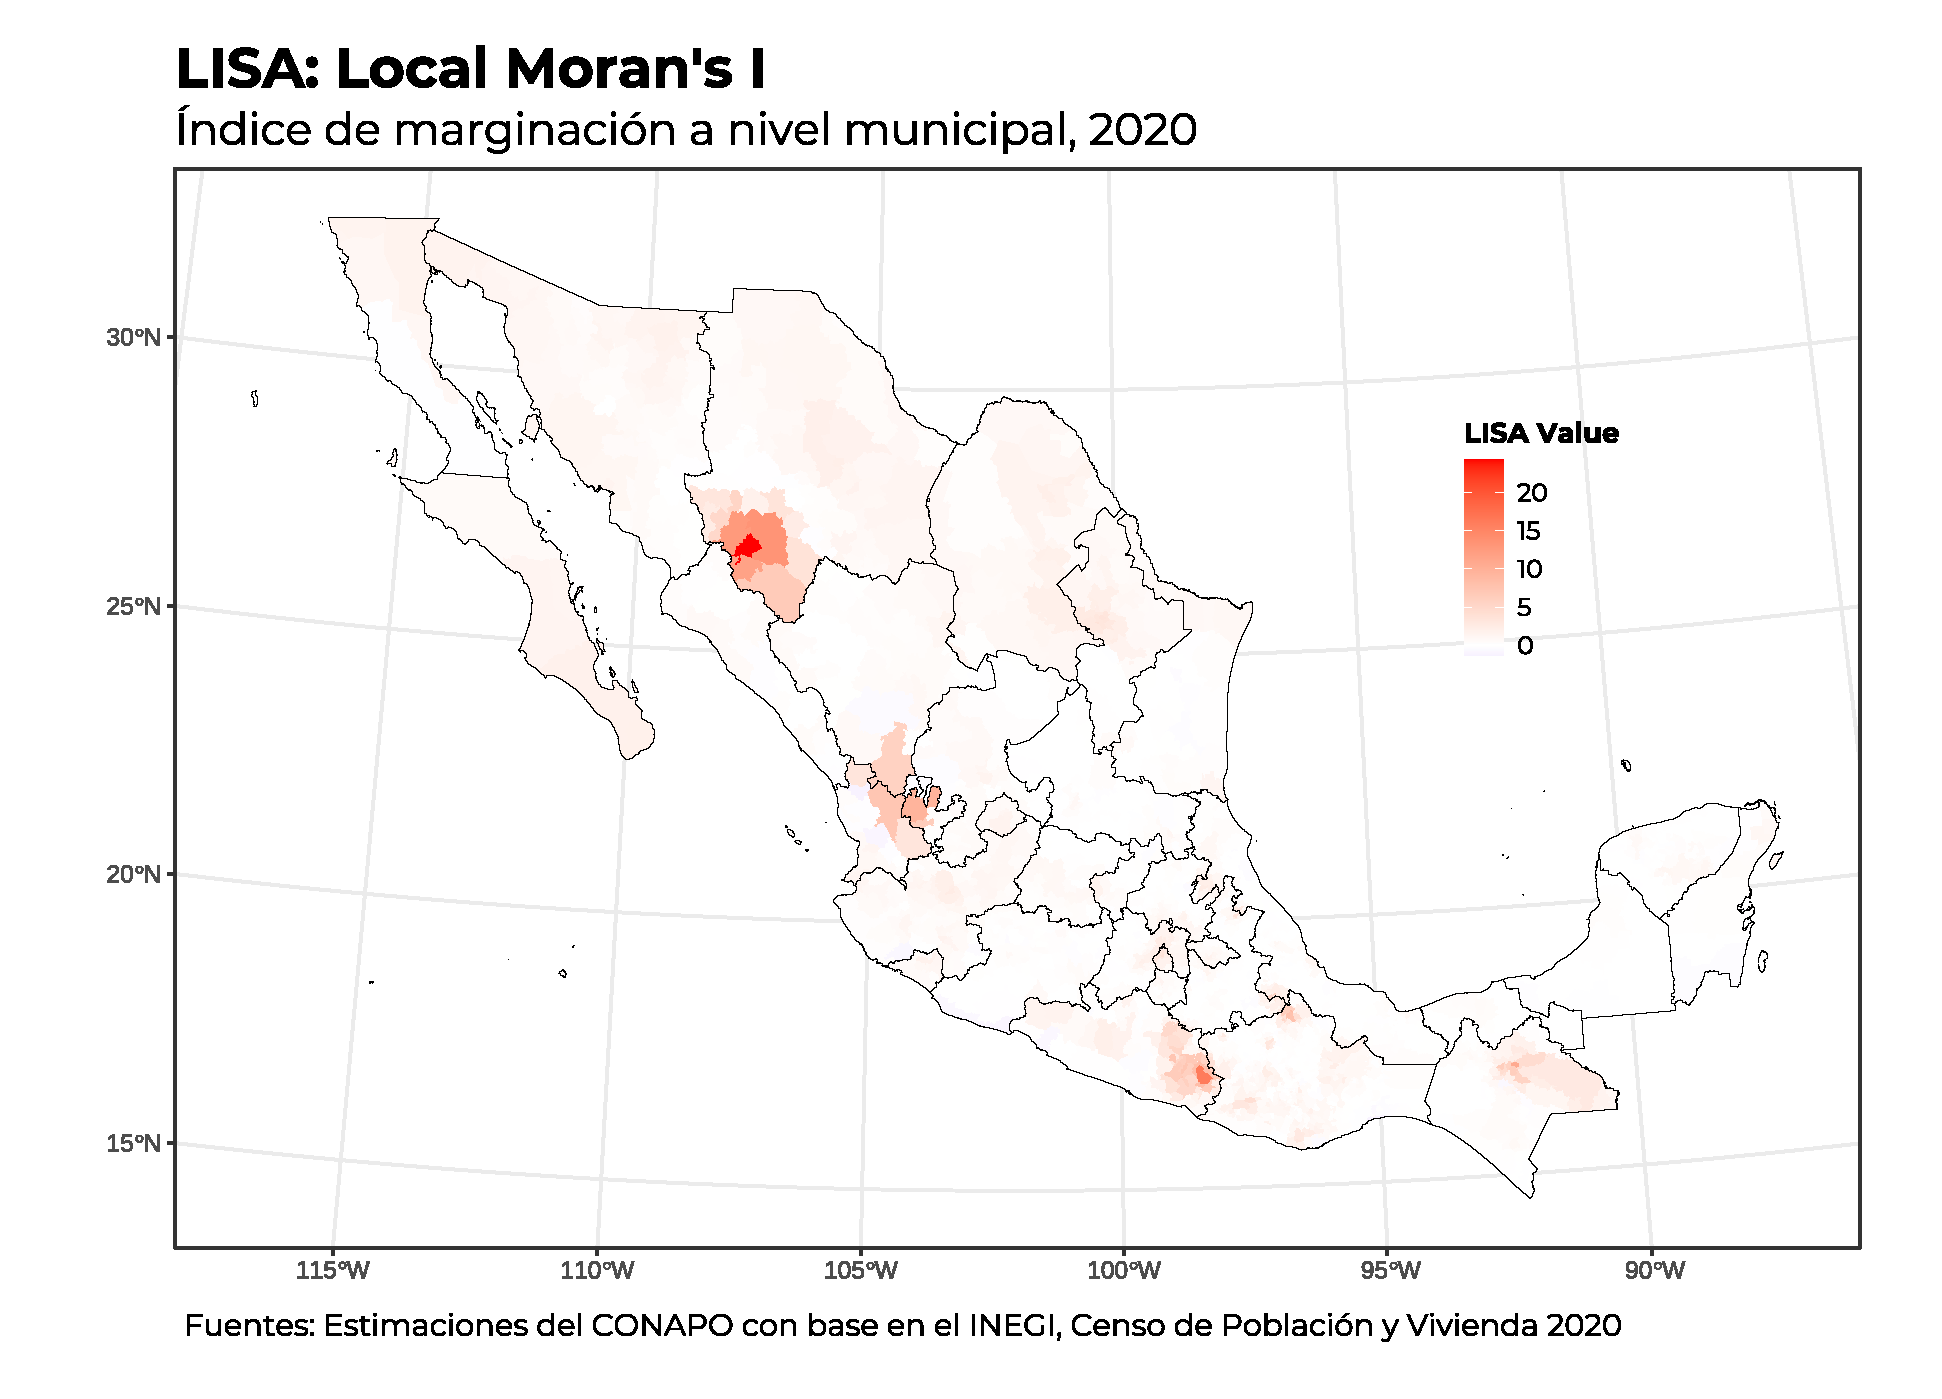 LISA: Local Moran's I
Índice de marginación a nivel municipal, 2020
30°N
25°N
20°N
15°N
LISA Value
20
15
10
5
0
115°W
110°W
105°W
100°W
95°W
90°W
Fuentes: Estimaciones del CONAPO con base en el INEGI, Censo de Población y Vivienda 2020